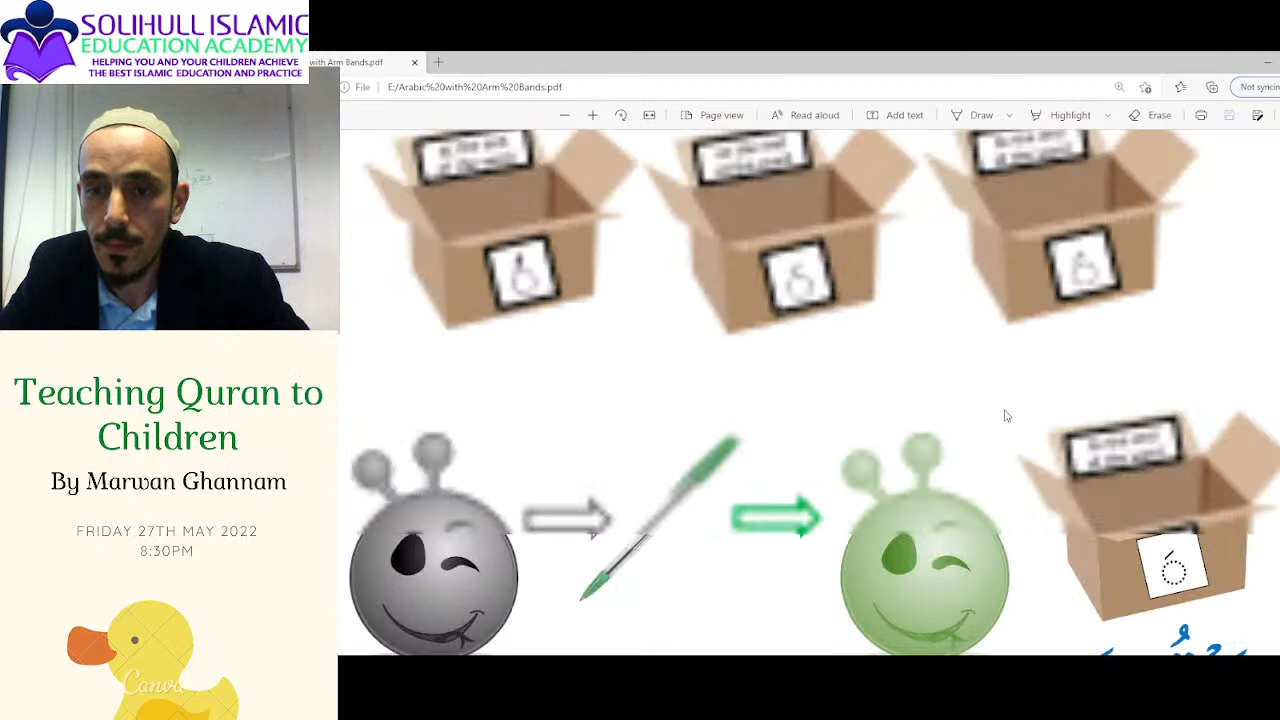 SOLIHULL ISLAMIC
EDUCATION ACADEMY
HELPING YOU AND YOUR CHILDREN ACHIEVE
THE BEST ISLAMIC EDUCATION AND PRACTICE
with Arm Bands.pdf
File
E:/Arabic%20with%20Arm%20Bands.pdf
Not syncin
Page view
Read aloud
Add text
Draw
Highlight
Erase
Teaching Quran to
Children
By Marwan Ghannam
FRIDAY 27TH MAY 2022
8:30PM
Canva